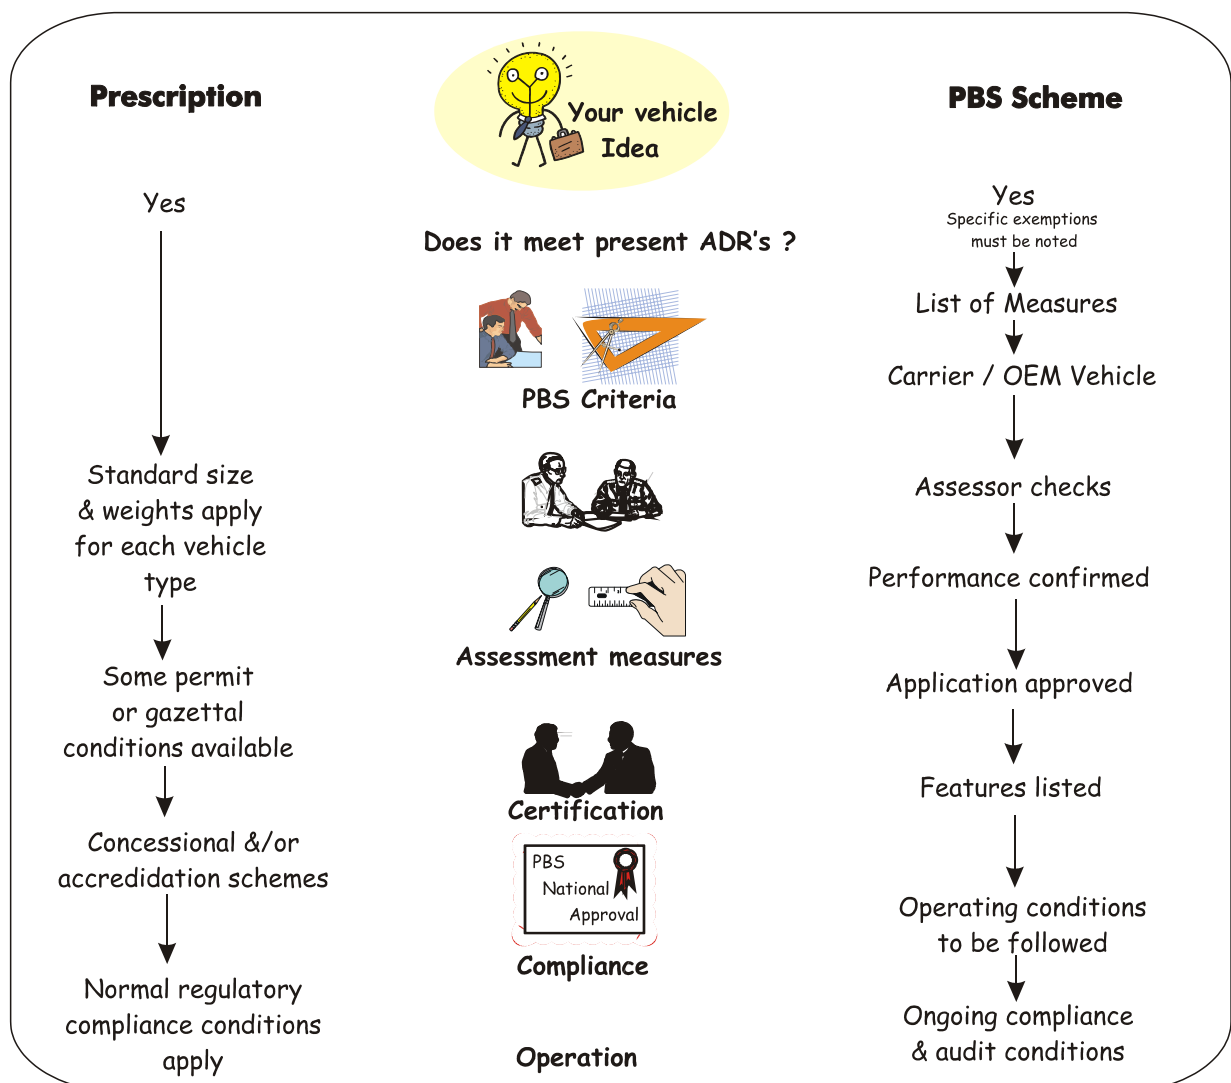 Prescription
Your vehicle
Idea
PBS Scheme
Yes
Does it meet present ADR's ?
Yes
Specific exemptions
must be noted
List of Measures
Carrier / OEM Vehicle
PBS Criteria
Standard size
& weights apply
for each vehicle
type
Assessor checks
Performance confirmed
Assessment measures
Some permit
or gazettal
conditions available
Application approved
Features listed
Certification
Concessional &/or
accredidation schemes
PBS
National
Approval
Operating conditions
to be followed
Compliance
Normal regulatory
compliance conditions
apply
Operation
Ongoing compliance
& audit conditions